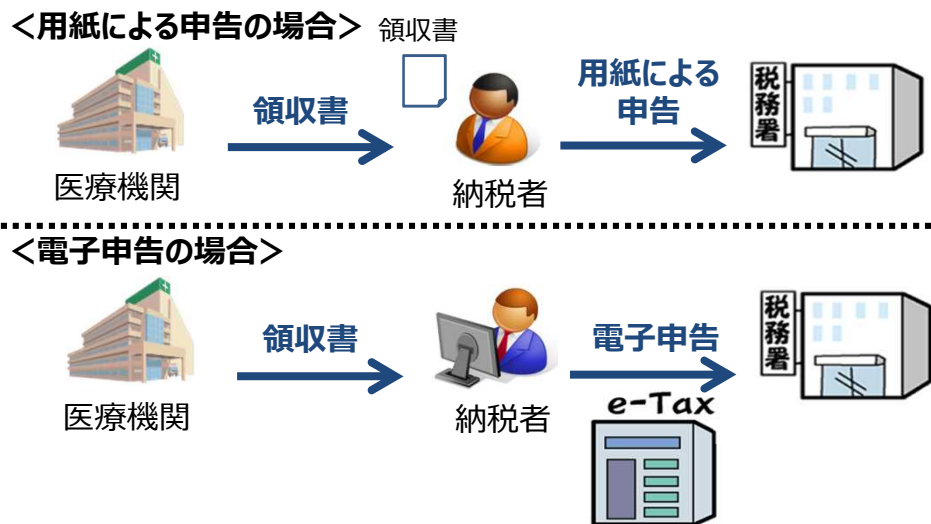 ＜用紙による申告の場合＞
領収書
領収書
用紙による
申告
税務署
医療機関
納税者
＜電子申告の場合＞
領収書
電子申告
税務署
医療機関
納税者
e-Tax